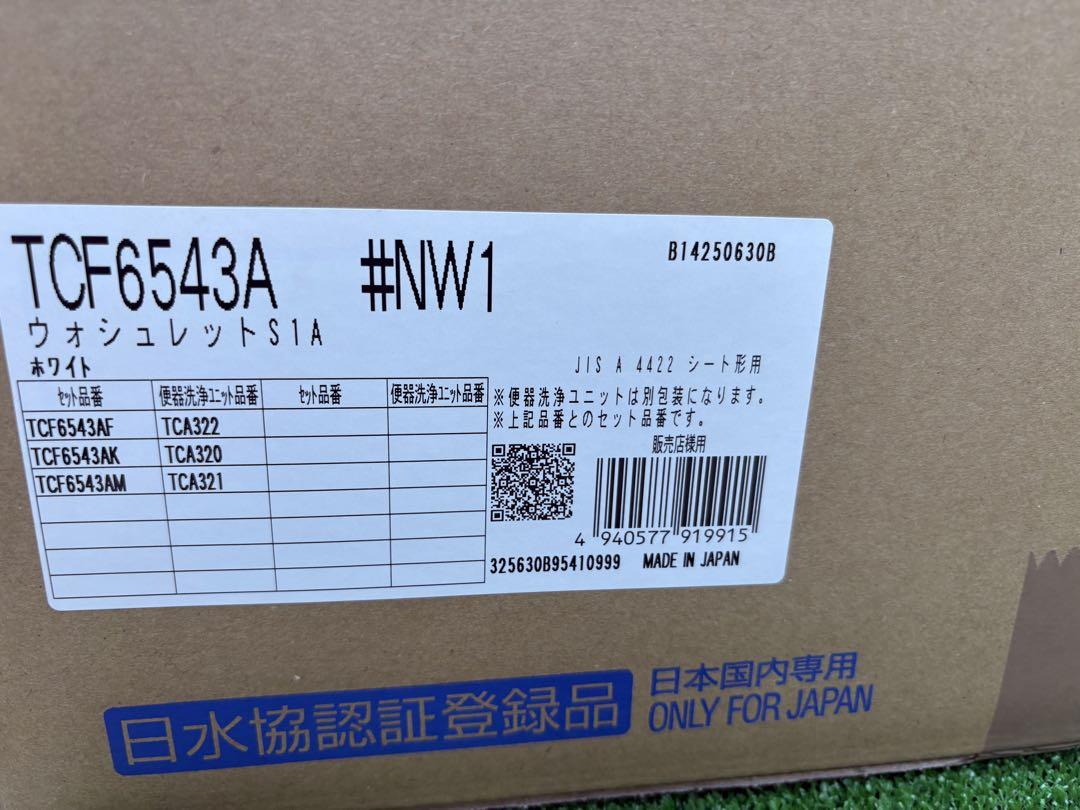 TCF6543A #NW1 B14250630B
ウォシュレットS1A
ホワイト JIS A 4422 シート形用
セット品番 便器洗浄ユニット品番 セット品番 便器洗浄ユニット品番
TCF6543AF TCA322
TCF6543AK TCA320
TCF6543AM TCA321
※便器洗浄ユニットは別包装になります。
※上記品番とのセット品番です。
販売店様用
4 940577 919915
325630B95410999 MADE IN JAPAN
日水協認証登録品
日本国内専用
ONLY FOR JAPAN